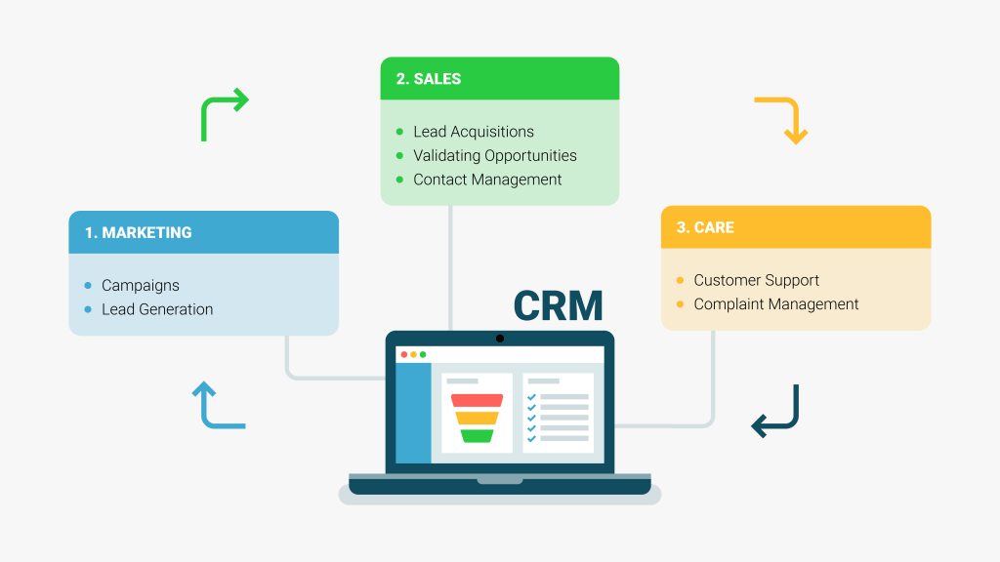 1. MARKETING
Campaigns
Lead Generation
2. SALES
Lead Acquisitions
Validating Opportunities
Contact Management
3. CARE
Customer Support
Complaint Management
CRM